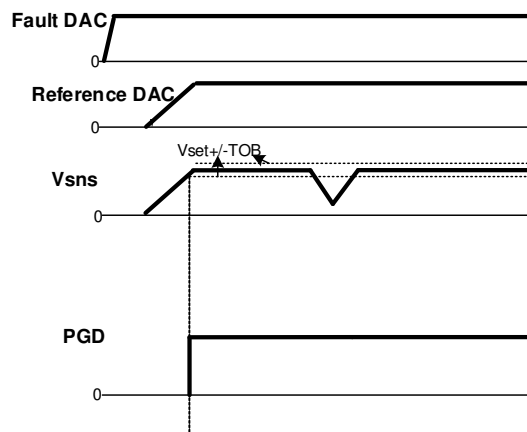 Fault DAC
0
Reference DAC
0
Vset+/-TOB
Vsns
0
PGD
0